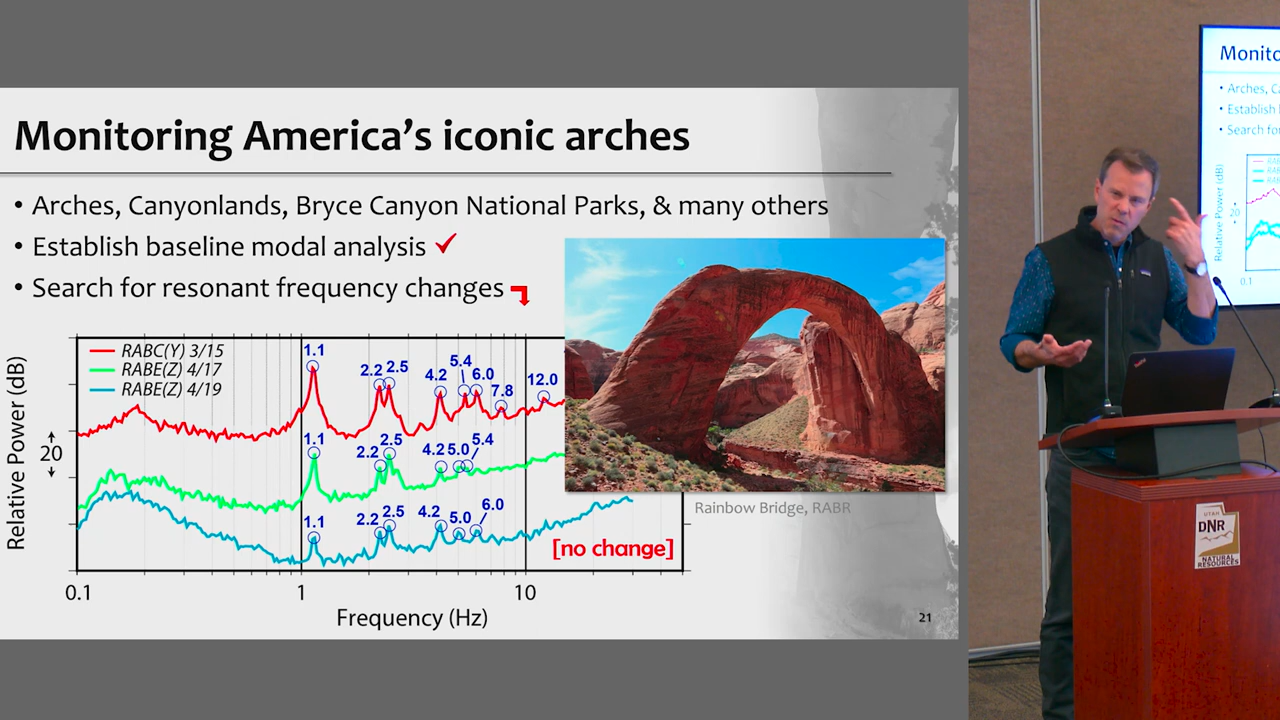 Monitoring America's iconic arches
• Arches, Canyonlands, Bryce Canyon National Parks, & many others
• Establish baseline modal analysis ✓
• Search for resonant frequency changes
RABC(Y) 3/15
RABE(Z) 4/17
RABE(Z) 4/19
Relative Power (dB)
20
1.1
2.2 2.5
4.2
5.4
6.0
7.8
12.0
1.1
2.2
2.5
4.2 5.0
5.4
1.1
2.2
2.5
4.2
5.0
6.0
[no change]
0.1
1
10
Frequency (Hz)
Rainbow Bridge, RABR
21
Monito
• Arches, C
• Establish
• Search fo
Relative Power (dB)
20
0.1
UTAH
DNR
NATURAL
RESOURCES